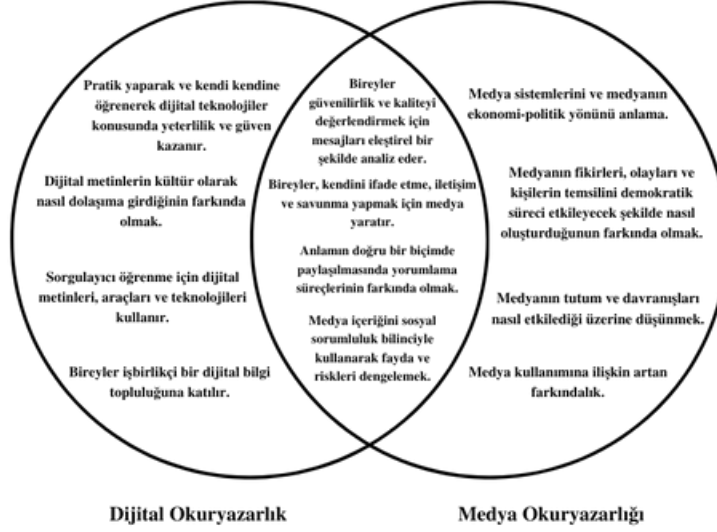 Pratik yaparak ve kendi kendine
öğrenerek dijital teknolojiler
konusunda yeterlilik ve güven
kazanır.
Dijital metinlerin kültür olarak
nasıl dolaşıma girdiğinin farkında
olmak.
Sorgulayıcı öğrenme için dijital
metinleri, araçları ve teknolojileri
kullanır.
Bireyler işbirlikçi bir dijital bilgi
topluluğuna katılır.
Bireyler
güvenilirlik ve kaliteyi
değerlendirmek için
mesajları eleştirel bir
şekilde analiz eder.
Bireyler, kendini ifade etme, iletişim
ve savunma yapmak için medya
yaratır.
Anlamın doğru bir biçimde
paylaşılmasında yorumlama
süreçlerinin farkında olmak.
Medya içeriğini sosyal
sorumluluk bilinciyle
kullanarak fayda ve
riskleri dengelemek.
Medya sistemlerini ve medyanın
ekonomi-politik yönünü anlama.
Medyanın fikirleri, olayları ve
kişilerin temsilini demokratik
süreci etkileyecek şekilde nasıl
oluşturduğunun farkında olmak.
Medyanın tutum ve davranışları
nasıl etkilediği üzerine düşünmek.
Medya kullanımına ilişkin artan
farkındalık.
Dijital Okuryazarlık
Medya Okuryazarlığı